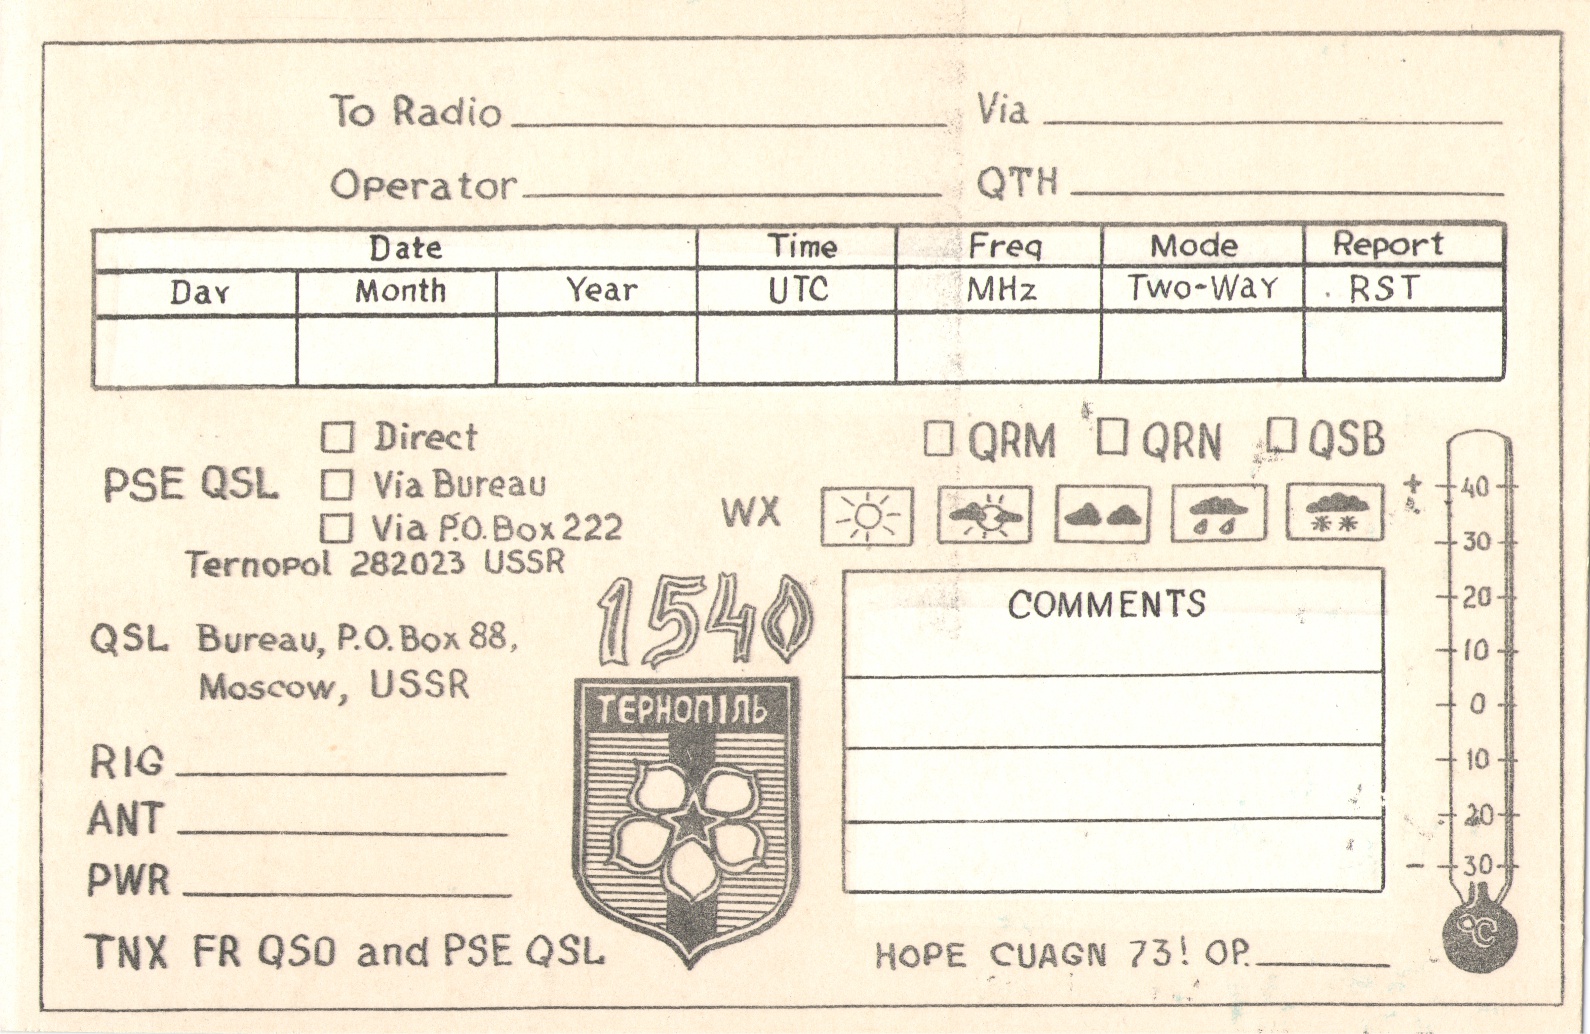 To Radio Via
Operator QTH
Date Time Freq Mode Report
Day Month Year UTC MHz Two-Way RST
Direct
PSE QSL Via Bureau
Via P.O. Box 222
Ternopol 282023 USSR
QRM QRN QSB
WX
QSL Bureau, P.O. Box 88,
Moscow, USSR
1540
ТЕРНОПІЛЬ
RIG
ANT
PWR
TNX FR QSO and PSE QSL
COMMENTS
HOPE CUAGN 73! OP.
+ 40
30
20
10
0
10
20
- 30
°C